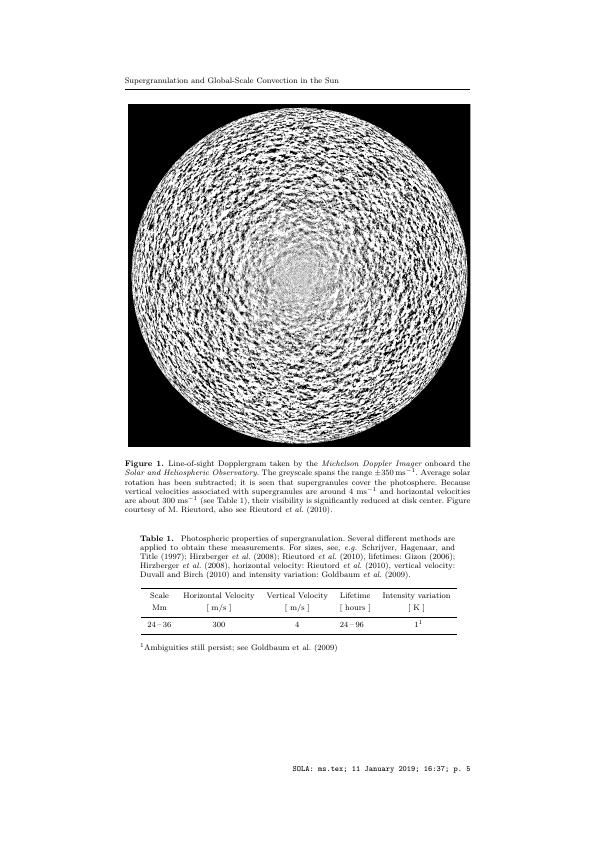 Supergranulation and Global-Scale Convection in the Sun
Figure 1. Line-of-sight Dopplergram taken by the Michelson Doppler Imager onboard the
Solar and Heliospheric Observatory. The greyscale spans the range ±350 ms⁻¹. Average solar
rotation has been subtracted; it is seen that supergranules cover the photosphere. Because
vertical velocities associated with supergranules are around 4 ms⁻¹ and horizontal velocities
are about 300 ms⁻¹ (see Table 1), their visibility is significantly reduced at disk center. Figure
courtesy of M. Rieutord, also see Rieutord et al. (2010).
Table 1. Photospheric properties of supergranulation. Several different methods are
applied to obtain these measurements. For sizes, see, e.g. Schrijver, Hagenaar, and
Title (1997); Hirzberger et al. (2008); Rieutord et al. (2010), lifetimes: Gizon (2006);
Hirzberger et al. (2008), horizontal velocity: Rieutord et al. (2010), vertical velocity:
Duvall and Birch (2010) and intensity variation: Goldbaum et al. (2009).
Scale Horizontal Velocity Vertical Velocity Lifetime Intensity variation
Mm [ m/s ] [ m/s ] [ hours ] [ K ]
24–36 300 4 24–96 1¹
¹Ambiguities still persist; see Goldbaum et al. (2009)
SOLA: ms.tex; 11 January 2019; 16:37; p. 5